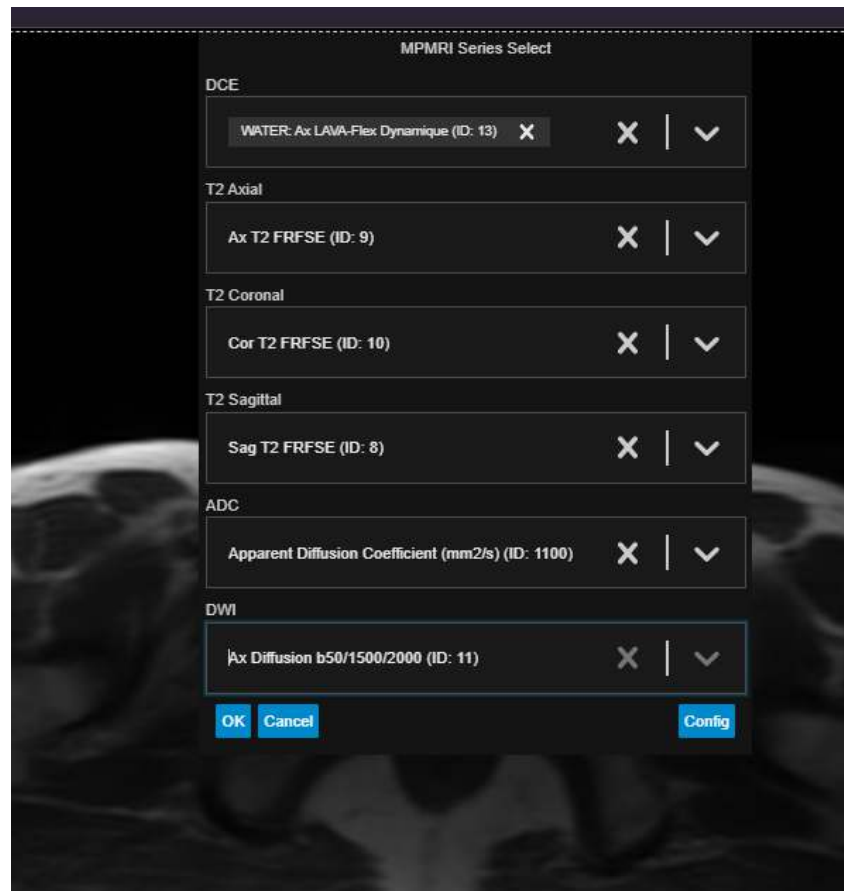 MPMRI Series Select
DCE
WATER: Ax LAVA-Flex Dynamique (ID: 13)
T2 Axial
Ax T2 FRFSE (ID: 9)
T2 Coronal
Cor T2 FRFSE (ID: 10)
T2 Sagittal
Sag T2 FRFSE (ID: 8)
ADC
Apparent Diffusion Coefficient (mm2/s) (ID: 1100)
DWI
Ax Diffusion b50/1500/2000 (ID: 11)
OK Cancel Config